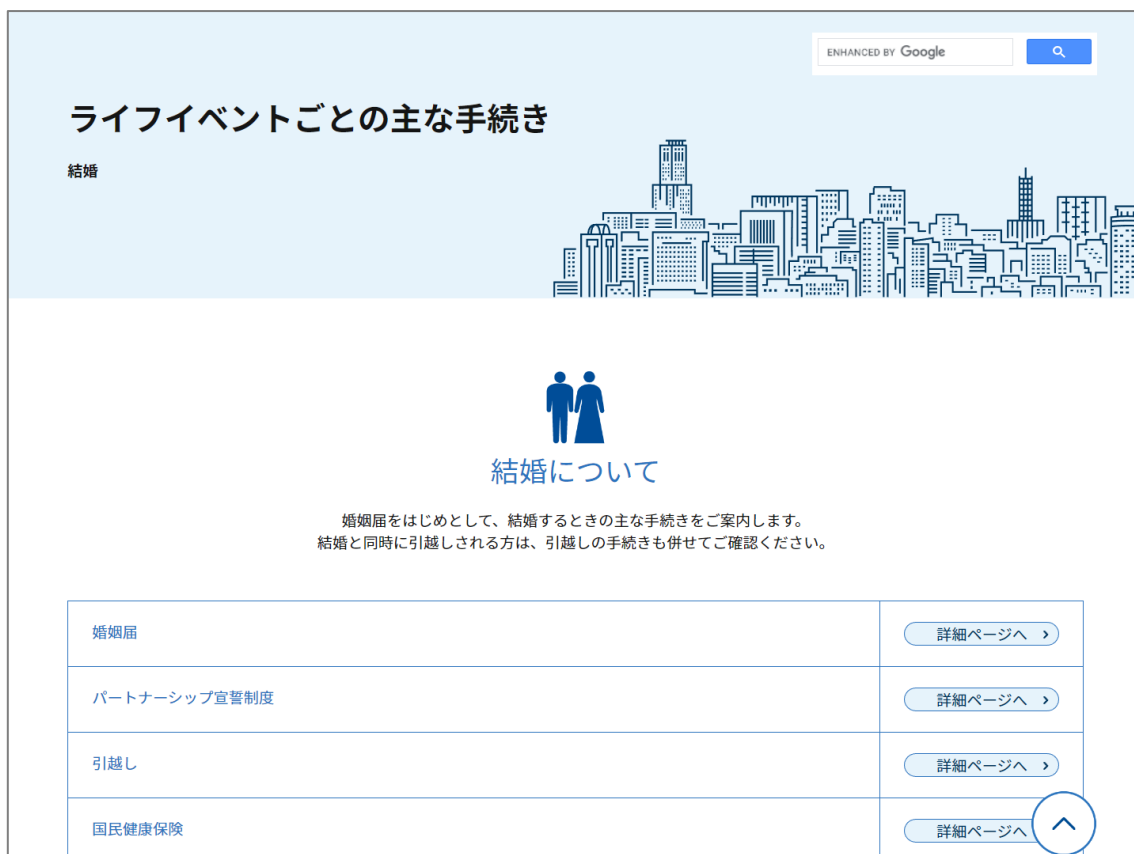 ENHANCED BY Google
ライフイベントごとの主な手続き
結婚
結婚について
婚姻届をはじめとして、結婚するときの主な手続きをご案内します。
結婚と同時に引越しされる方は、引越しの手続きも併せてご確認ください。
婚姻届
詳細ページへ
パートナーシップ宣誓制度
詳細ページへ
引越し
詳細ページへ
国民健康保険
詳細ページへ